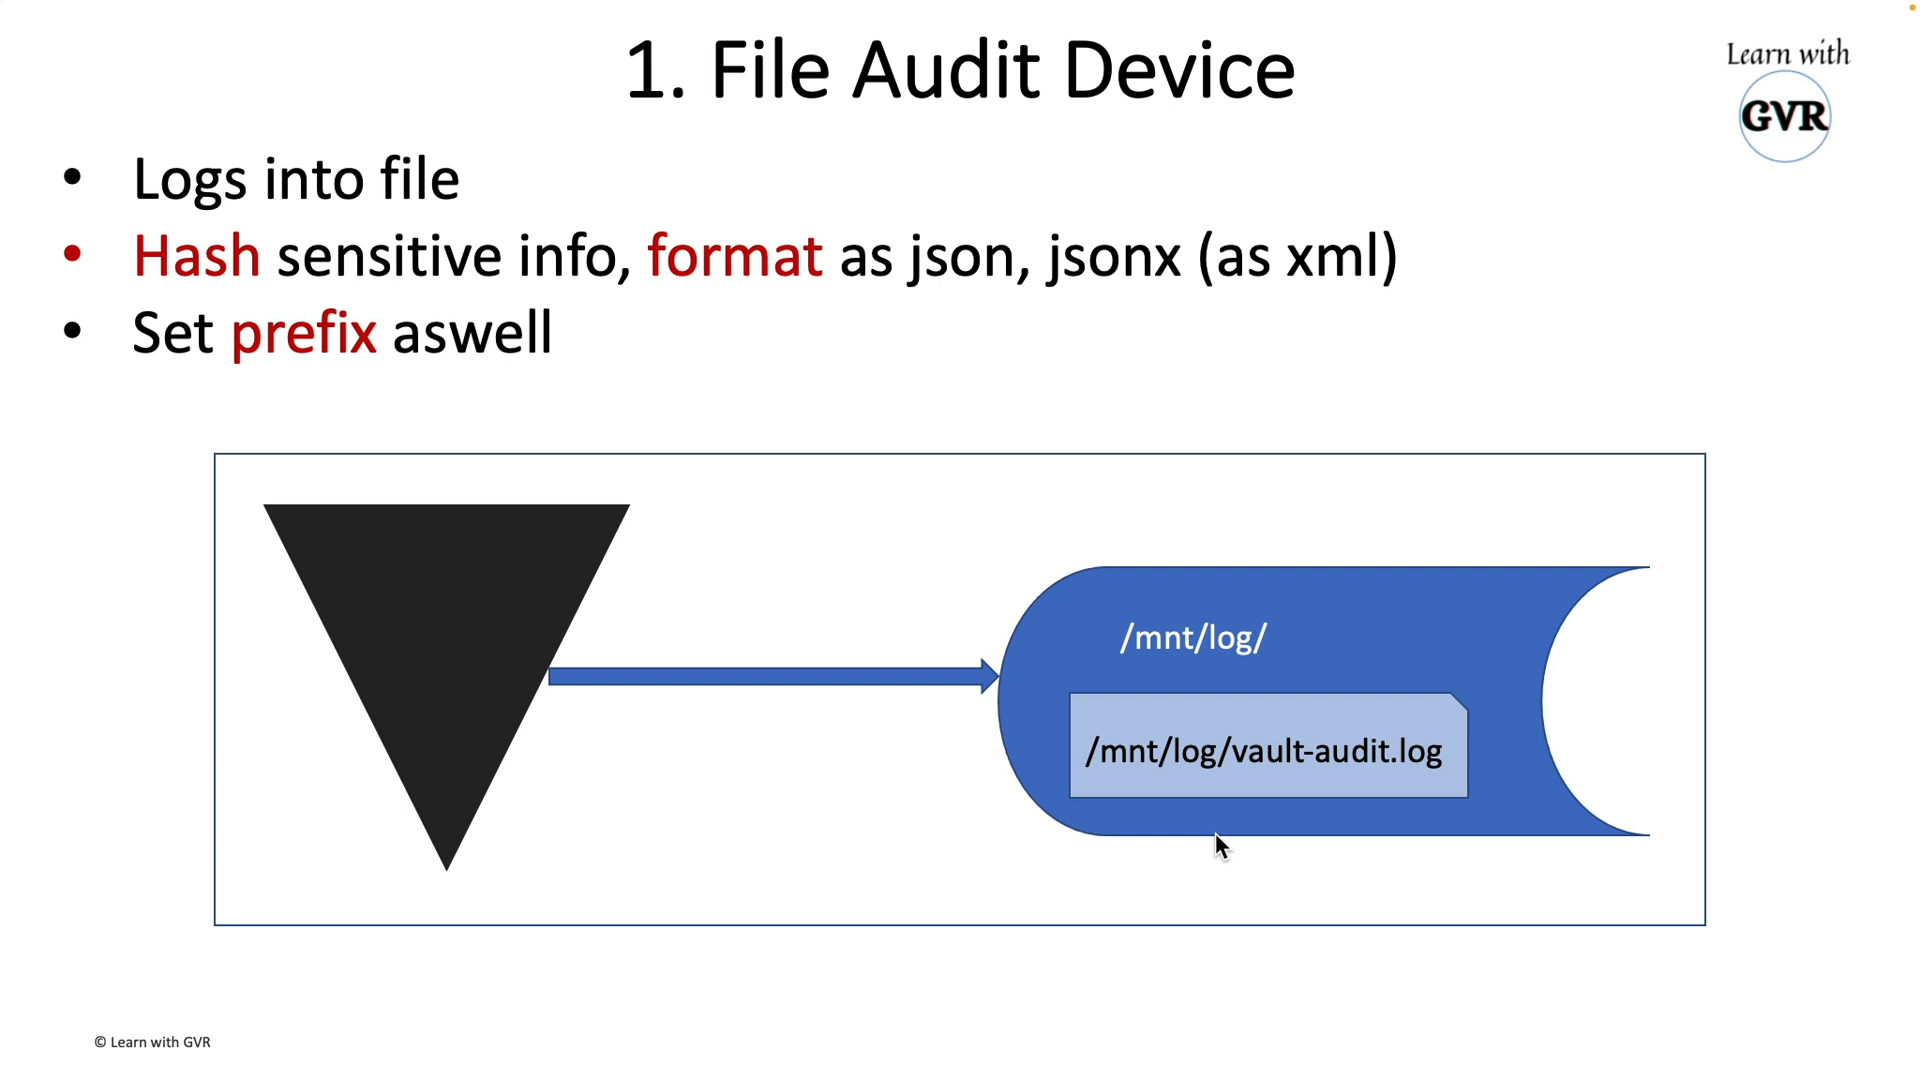 1. File Audit Device
Learn with
GVR
• Logs into file
• Hash sensitive info, format as json, jsonx (as xml)
• Set prefix aswell
/mnt/log/
/mnt/log/vault-audit.log
© Learn with GVR